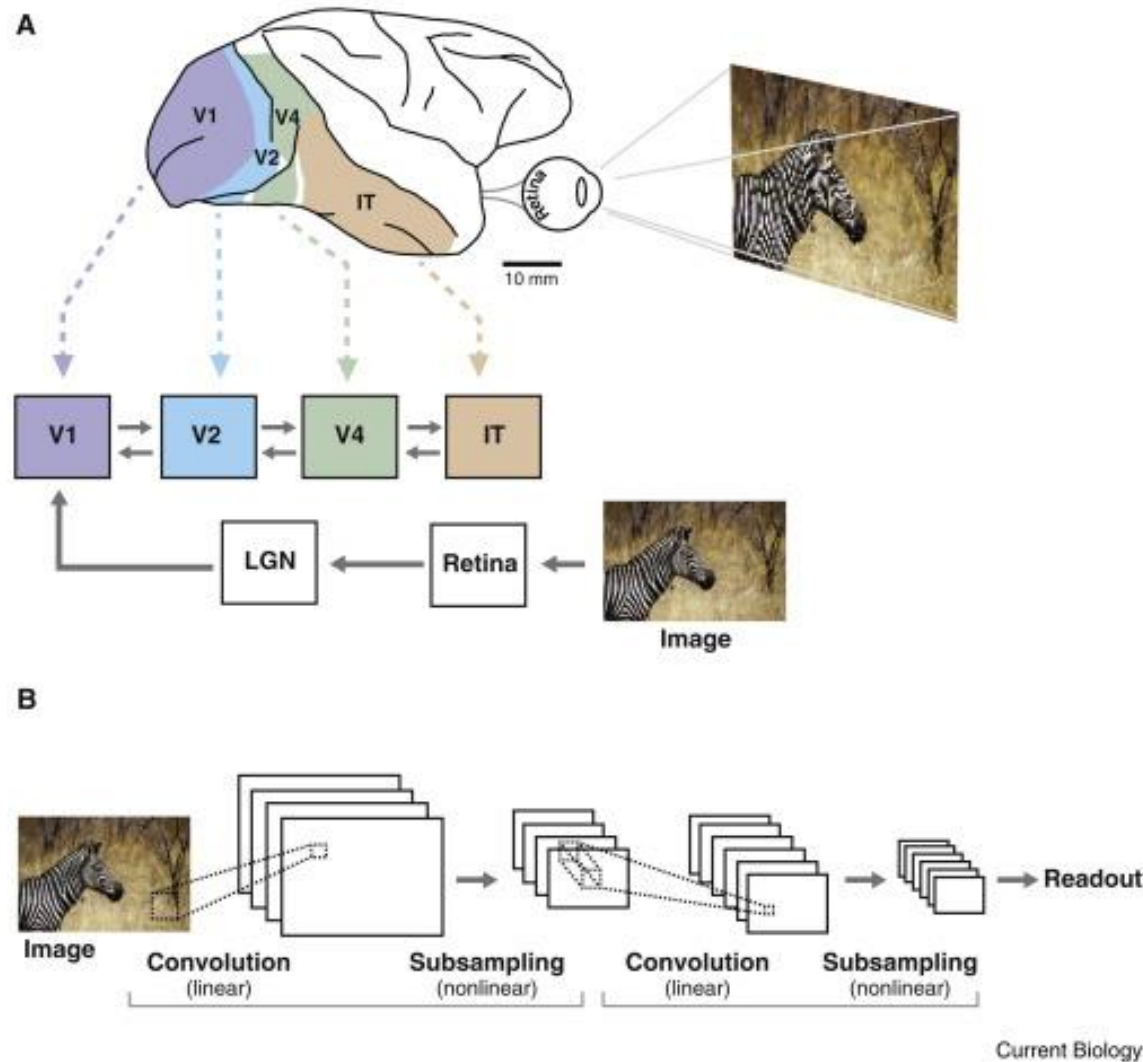 A
V1
V4
V2
IT
Retina
10 mm
V1
V2
V4
IT
LGN
Retina
Image
B
Readout
Image
Convolution
(linear)
Subsampling
(nonlinear)
Convolution
(linear)
Subsampling
(nonlinear)
Current Biology